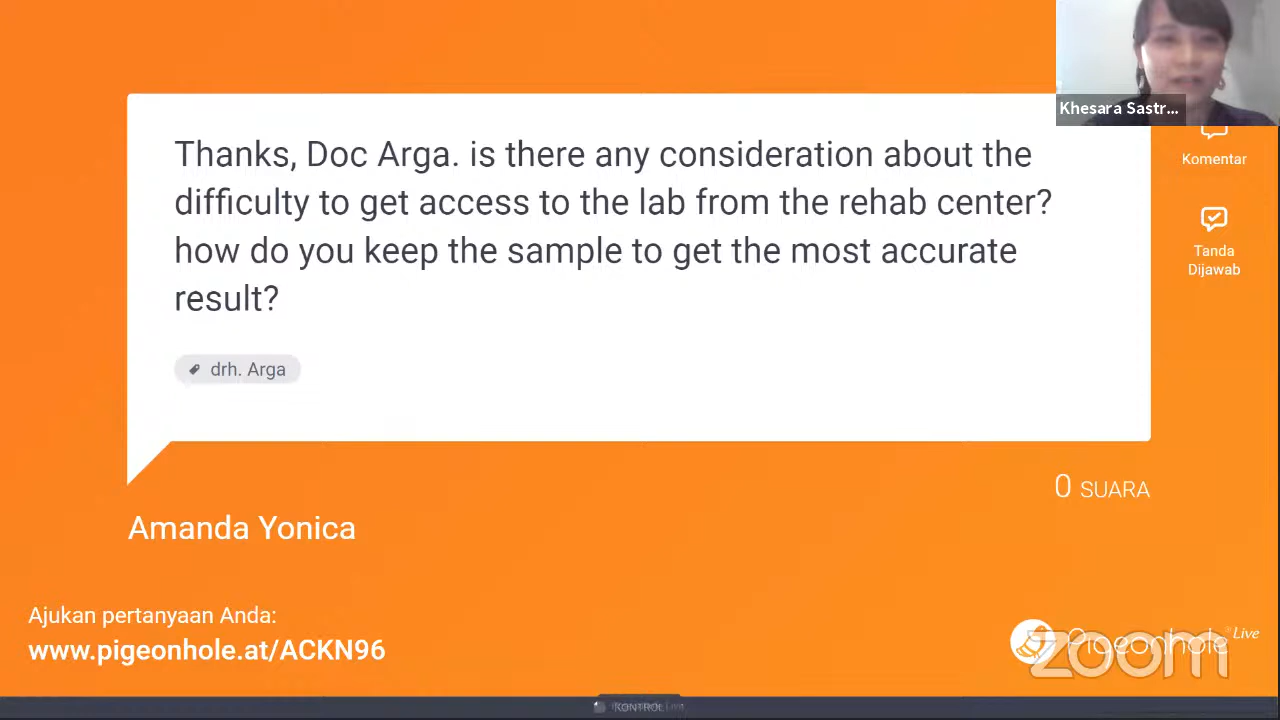 Khesara Sastr...
Thanks, Doc Arga. is there any consideration about the
difficulty to get access to the lab from the rehab center?
how do you keep the sample to get the most accurate
result?
drh. Arga
Komentar
Tanda
Dijawab
0 SUARA
Amanda Yonica
Ajukan pertanyaan Anda:
www.pigeonhole.at/ACKN96
Pigeonhole Live
zoom
KONTROL